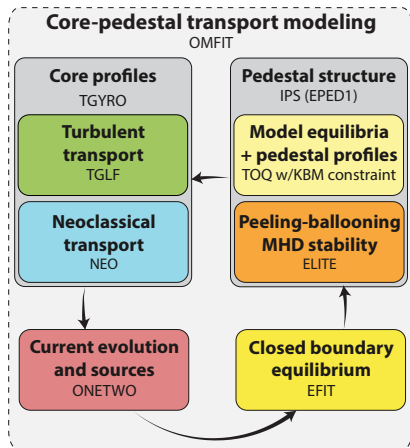 Core-pedestal transport modeling
OMFIT
Core profiles
TGYRO
Turbulent
transport
TGLF
Neoclassical
transport
NEO
Pedestal structure
IPS (EPED1)
Model equilibria
+ pedestal profiles
TOQ w/KBM constraint
Peeling-ballooning
MHD stability
ELITE
Current evolution
and sources
ONETWO
Closed boundary
equilibrium
EFIT